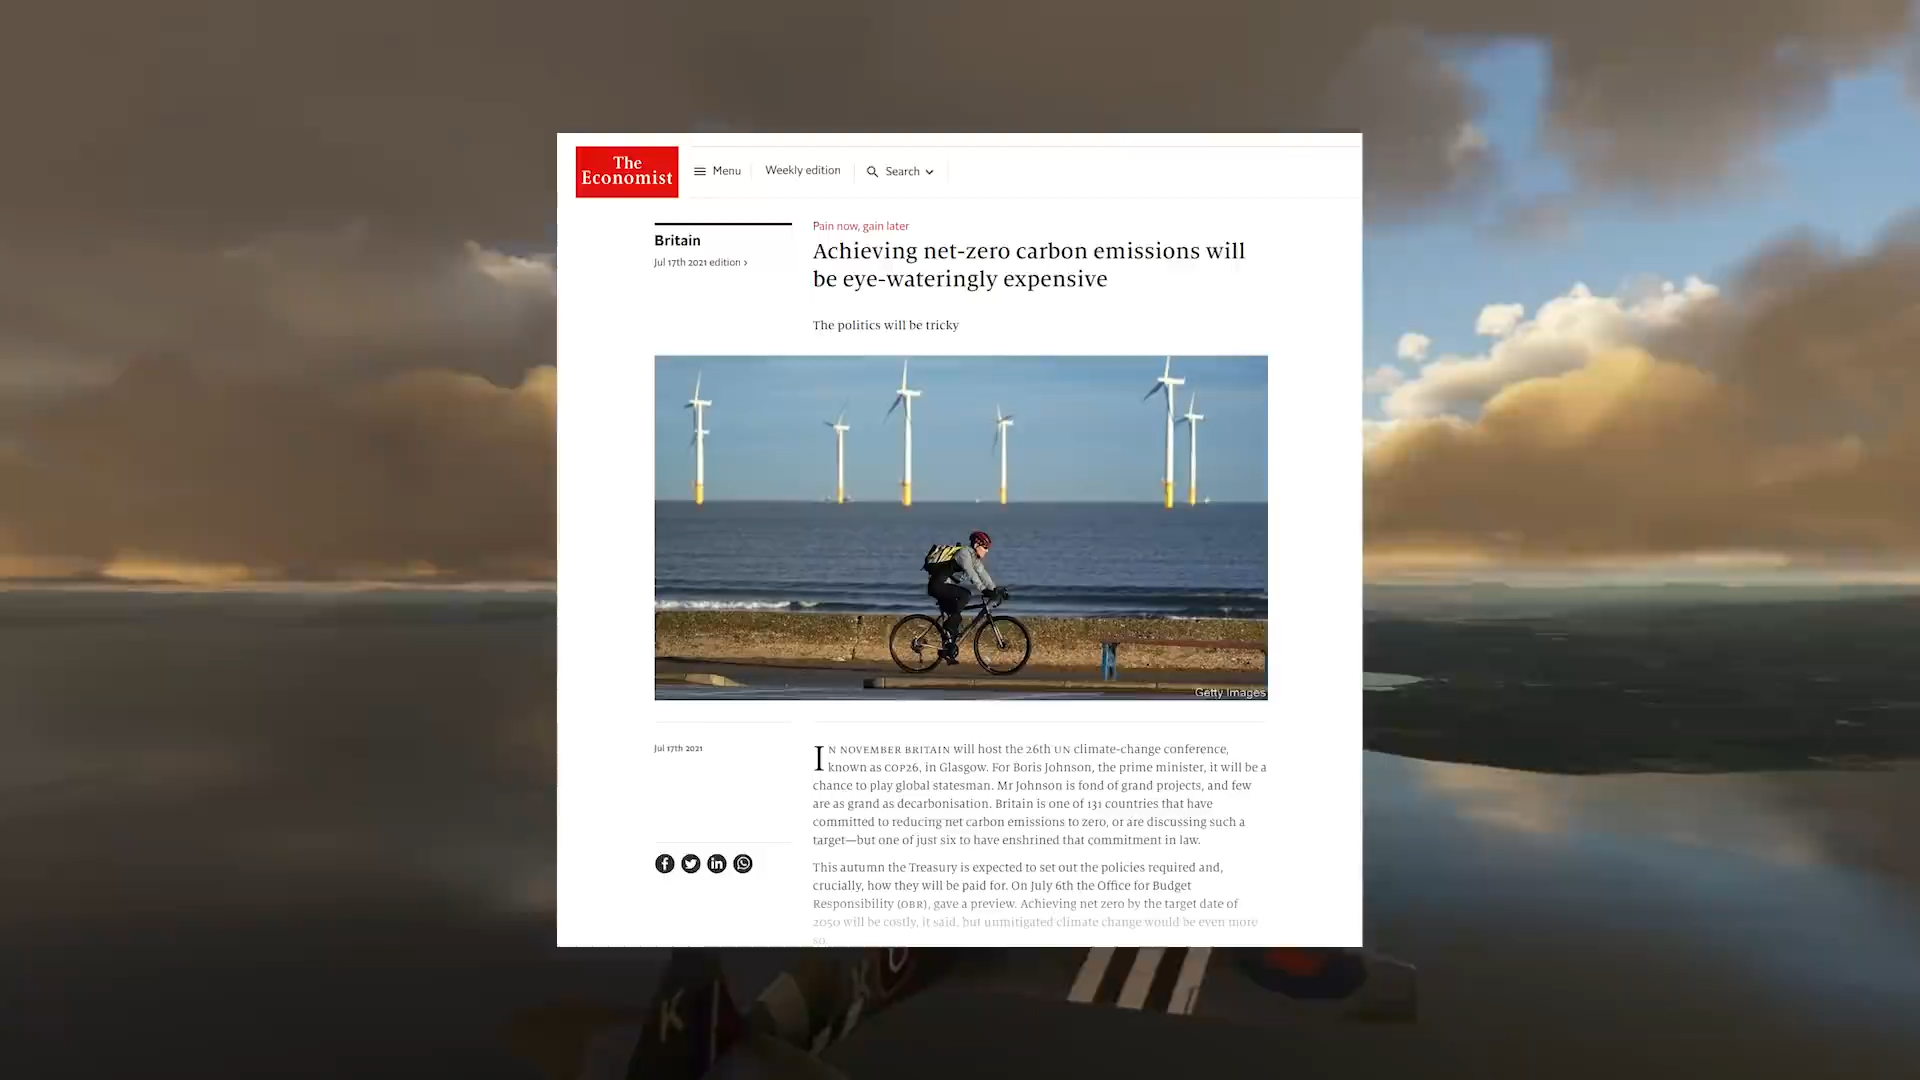 The
Economist
Menu
Weekly edition
Search
Britain
Jul 17th 2021 edition ›
Pain now, gain later
Achieving net-zero carbon emissions will
be eye-wateringly expensive
The politics will be tricky
Getty Images
Jul 17th 2021
IN NOVEMBER BRITAIN will host the 26th UN climate-change conference,
known as COP26, in Glasgow. For Boris Johnson, the prime minister, it will be a
chance to play global statesman. Mr Johnson is fond of grand projects, and few
are as grand as decarbonisation. Britain is one of 131 countries that have
committed to reducing net carbon emissions to zero, or are discussing such a
target—but one of just six to have enshrined that commitment in law.
This autumn the Treasury is expected to set out the policies required and,
crucially, how they will be paid for. On July 6th the Office for Budget
Responsibility (OBR), gave a preview. Achieving net zero by the target date of
2050 will be costly, it said, but unmitigated climate change would be even more
so.
K